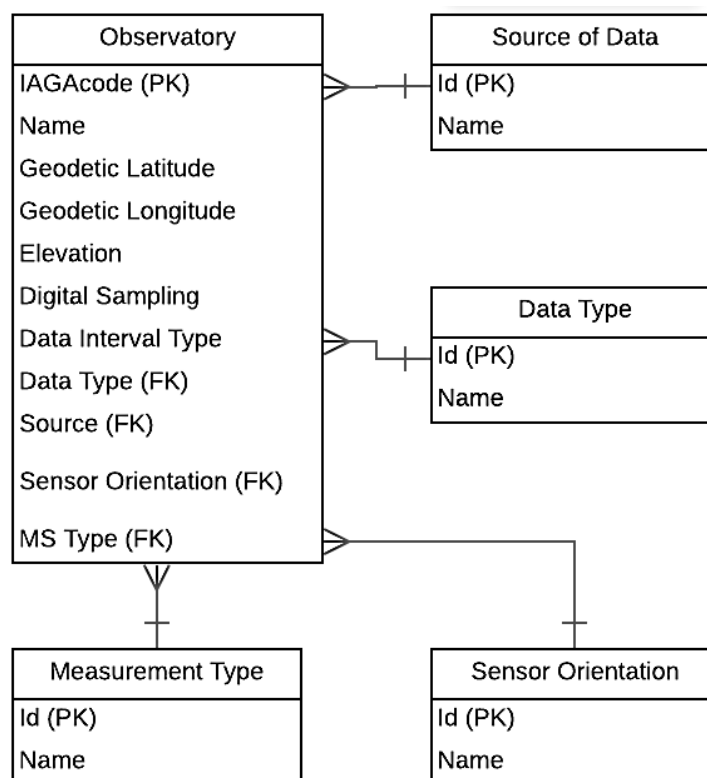 Observatory
IAGAcode (PK)
Name
Geodetic Latitude
Geodetic Longitude
Elevation
Digital Sampling
Data Interval Type
Data Type (FK)
Source (FK)
Sensor Orientation (FK)
MS Type (FK)
Source of Data
Id (PK)
Name
Data Type
Id (PK)
Name
Measurement Type
Id (PK)
Name
Sensor Orientation
Id (PK)
Name